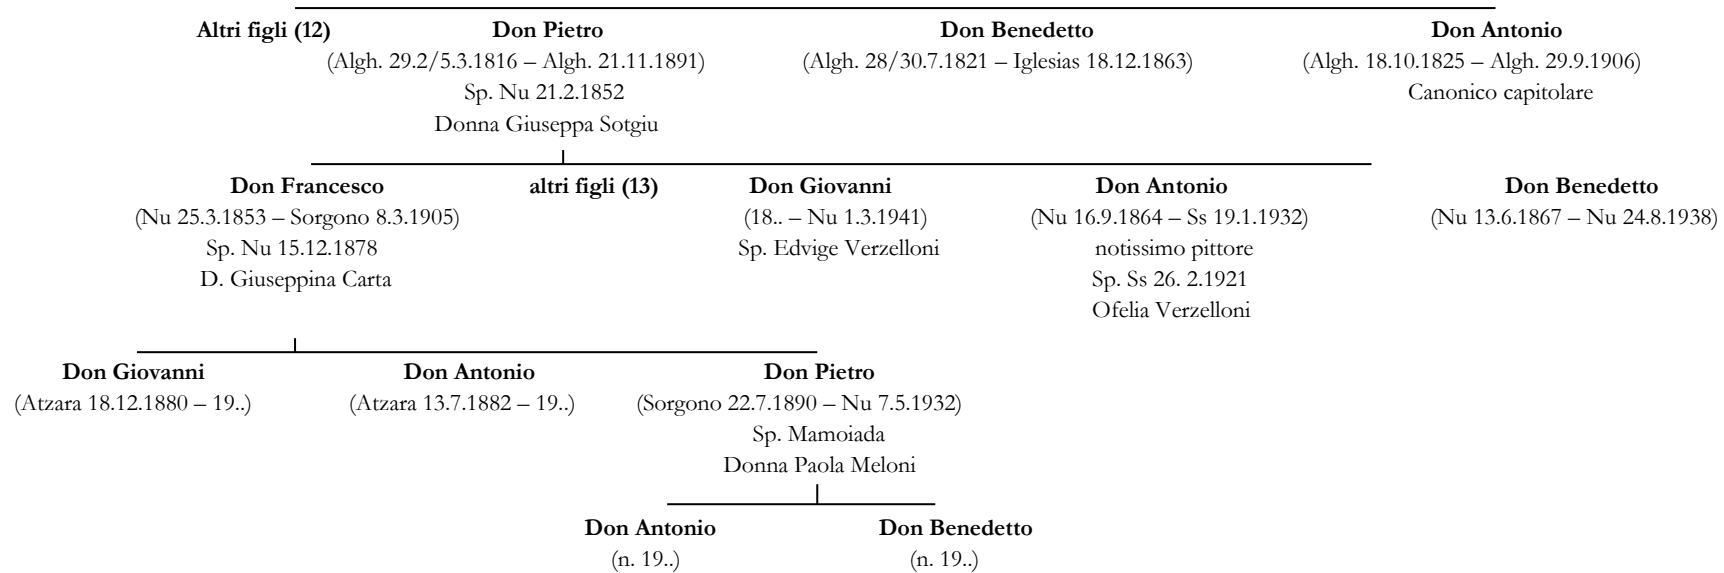 Altri figli (12) Don Pietro Don Benedetto Don Antonio
(Algh. 29.2/5.3.1816 – Algh. 21.11.1891) (Algh. 28/30.7.1821 – Iglesias 18.12.1863) (Algh. 18.10.1825 – Algh. 29.9.1906)
Sp. Nu 21.2.1852 Canonico capitolare
Donna Giuseppa Sotgiu
Don Francesco altri figli (13) Don Giovanni Don Antonio Don Benedetto
(Nu 25.3.1853 – Sorgono 8.3.1905) (18.. – Nu 1.3.1941) (Nu 16.9.1864 – Ss 19.1.1932) (Nu 13.6.1867 – Nu 24.8.1938)
Sp. Nu 15.12.1878 Sp. Edvige Verzelloni notissimo pittore
D. Giuseppina Carta Sp. Ss 26. 2.1921
Ofelia Verzelloni
Don Giovanni Don Antonio Don Pietro
(Atzara 18.12.1880 – 19..) (Atzara 13.7.1882 – 19..) (Sorgono 22.7.1890 – Nu 7.5.1932)
Sp. Mamoiada
Donna Paola Meloni
Don Antonio Don Benedetto
(n. 19..) (n. 19..)